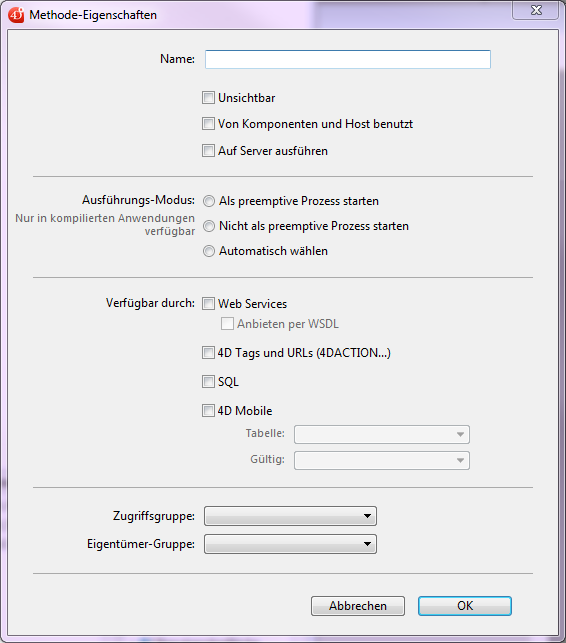 Methode-Eigenschaften
Name:
Unsichtbar
Von Komponenten und Host benutzt
Auf Server ausführen
Ausführungs-Modus:
Als preemptive Prozess starten
Nur in kompilierten Anwendungen
verfügbar
Nicht als preemptive Prozess starten
Automatisch wählen
Verfügbar durch:
Web Services
Anbieten per WSDL
4D Tags und URLs (4DACTION...)
SQL
4D Mobile
Tabelle:
Gültig:
Zugriffsgruppe:
Eigentümer-Gruppe:
Abbrechen
OK